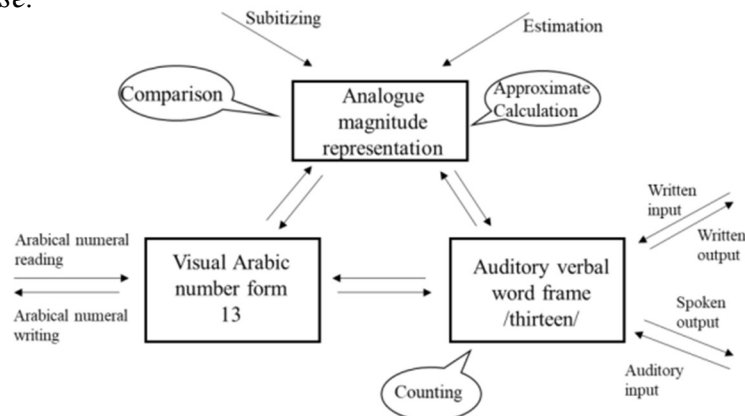 se.
Subitizing
Estimation
Comparison
Analogue
magnitude
representation
Approximate
Calculation
Written
input
Written
output
Arabical numeral
reading
Visual Arabic
number form
13
Auditory verbal
word frame
/thirteen/
Arabical numeral
writing
Spoken
output
Auditory
input
Counting